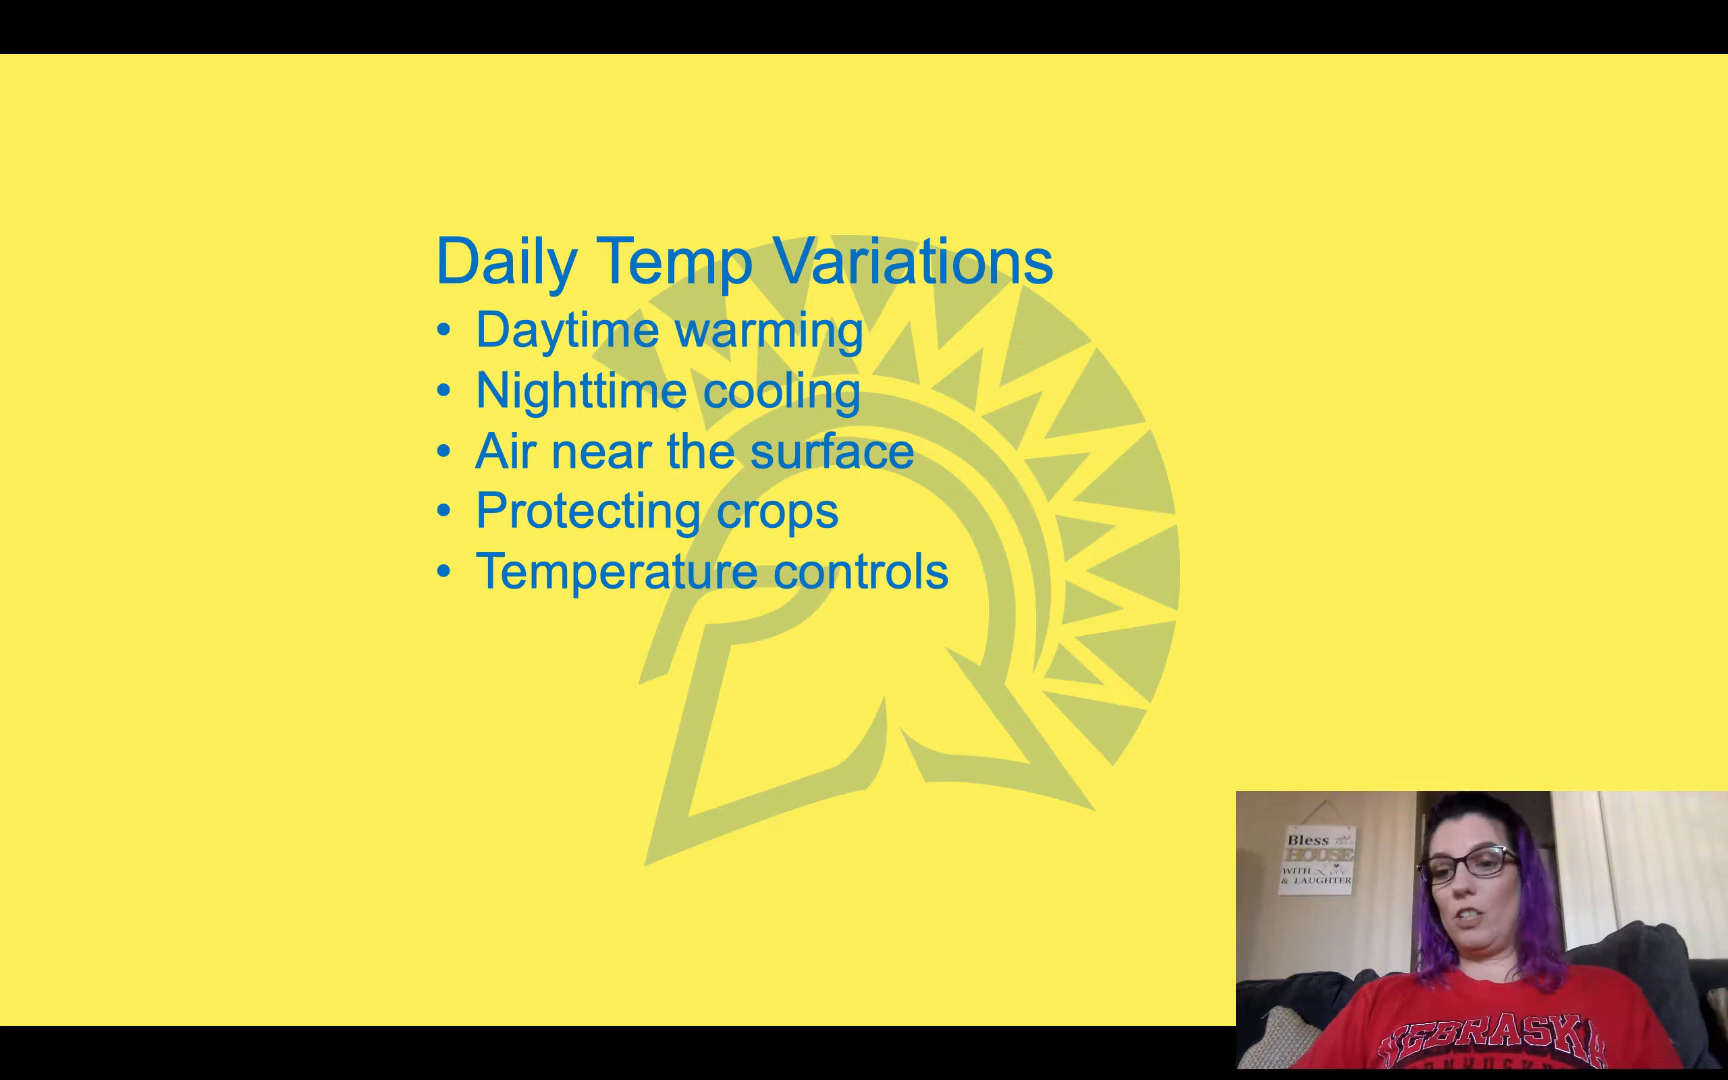 Daily Temp Variations
• Daytime warming
• Nighttime cooling
• Air near the surface
• Protecting crops
• Temperature controls
Bless
HOUSE
WITH Love
& LAUGHTER
NEBRASKA